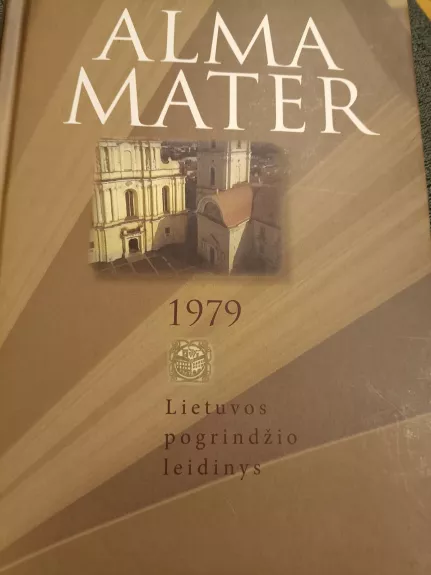 ALMA
MATER
1979
Lietuvos
pogrindžio
leidinys